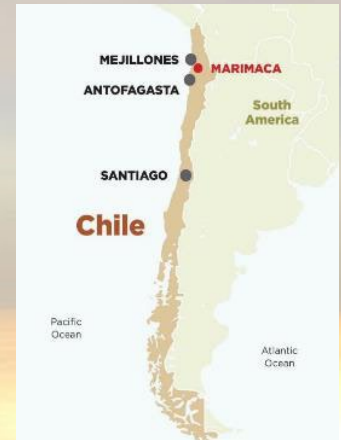 MEJILLONES
MARIMACA
ANTOFAGASTA
South
America
SANTIAGO
Chile
Pacific
Ocean
Atlantic
Ocean